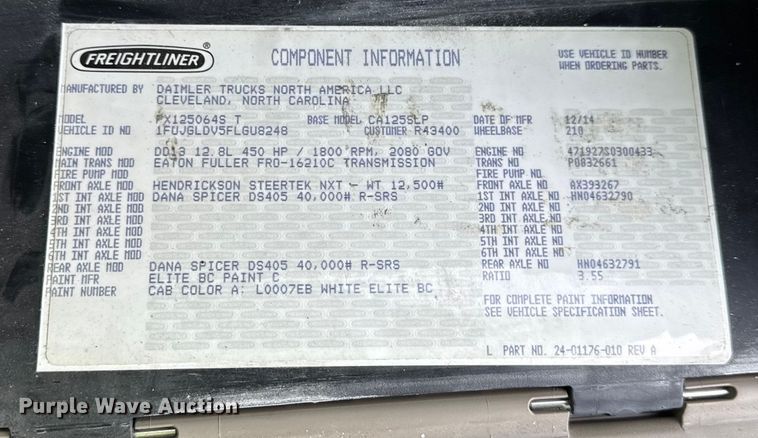 FREIGHTLINER®
COMPONENT INFORMATION
USE VEHICLE ID NUMBER
WHEN ORDERING PARTS.
MANUFACTURED BY DAIMLER TRUCKS NORTH AMERICA LLC
CLEVELAND, NORTH CAROLINA
MODEL PX125064S T BASE MODEL CA125SLP DATE OF MFR 12/14
VEHICLE ID NO 1FUJGLDV5FLGU8248 CUSTOMER R43400 WHEELBASE 210
ENGINE MOD DD13 12.8L 450 HP / 1800 RPM, 2080 GOV ENGINE NO 471927S0300433
MAIN TRANS MOD EATON FULLER FRO-16210C TRANSMISSION TRANS NO P0832661
FIRE PUMP MOD FIRE PUMP NO
FRONT AXLE MOD HENDRICKSON STEERTEK NXT - WT 12,500# FRONT AXLE NO AX393267
1ST INT AXLE MOD DANA SPICER DS405 40,000# R-SRS 1ST INT AXLE NO HN04632790
2ND INT AXLE MOD 2ND INT AXLE NO
3RD INT AXLE MOD 3RD INT AXLE NO
4TH INT AXLE MOD 4TH INT AXLE NO
5TH INT AXLE MOD 5TH INT AXLE NO
6TH INT AXLE MOD 6TH INT AXLE NO
REAR AXLE MOD DANA SPICER DS405 40,000# R-SRS REAR AXLE NO HN04632791
PAINT MFR ELITE BC PAINT C RATIO 3.55
PAINT NUMBER CAB COLOR A: L0007EB WHITE ELITE BC
FOR COMPLETE PAINT INFORMATION
SEE VEHICLE SPECIFICATION SHEET.
L PART NO. 24-01176-010 REV A
Purple Wave Auction